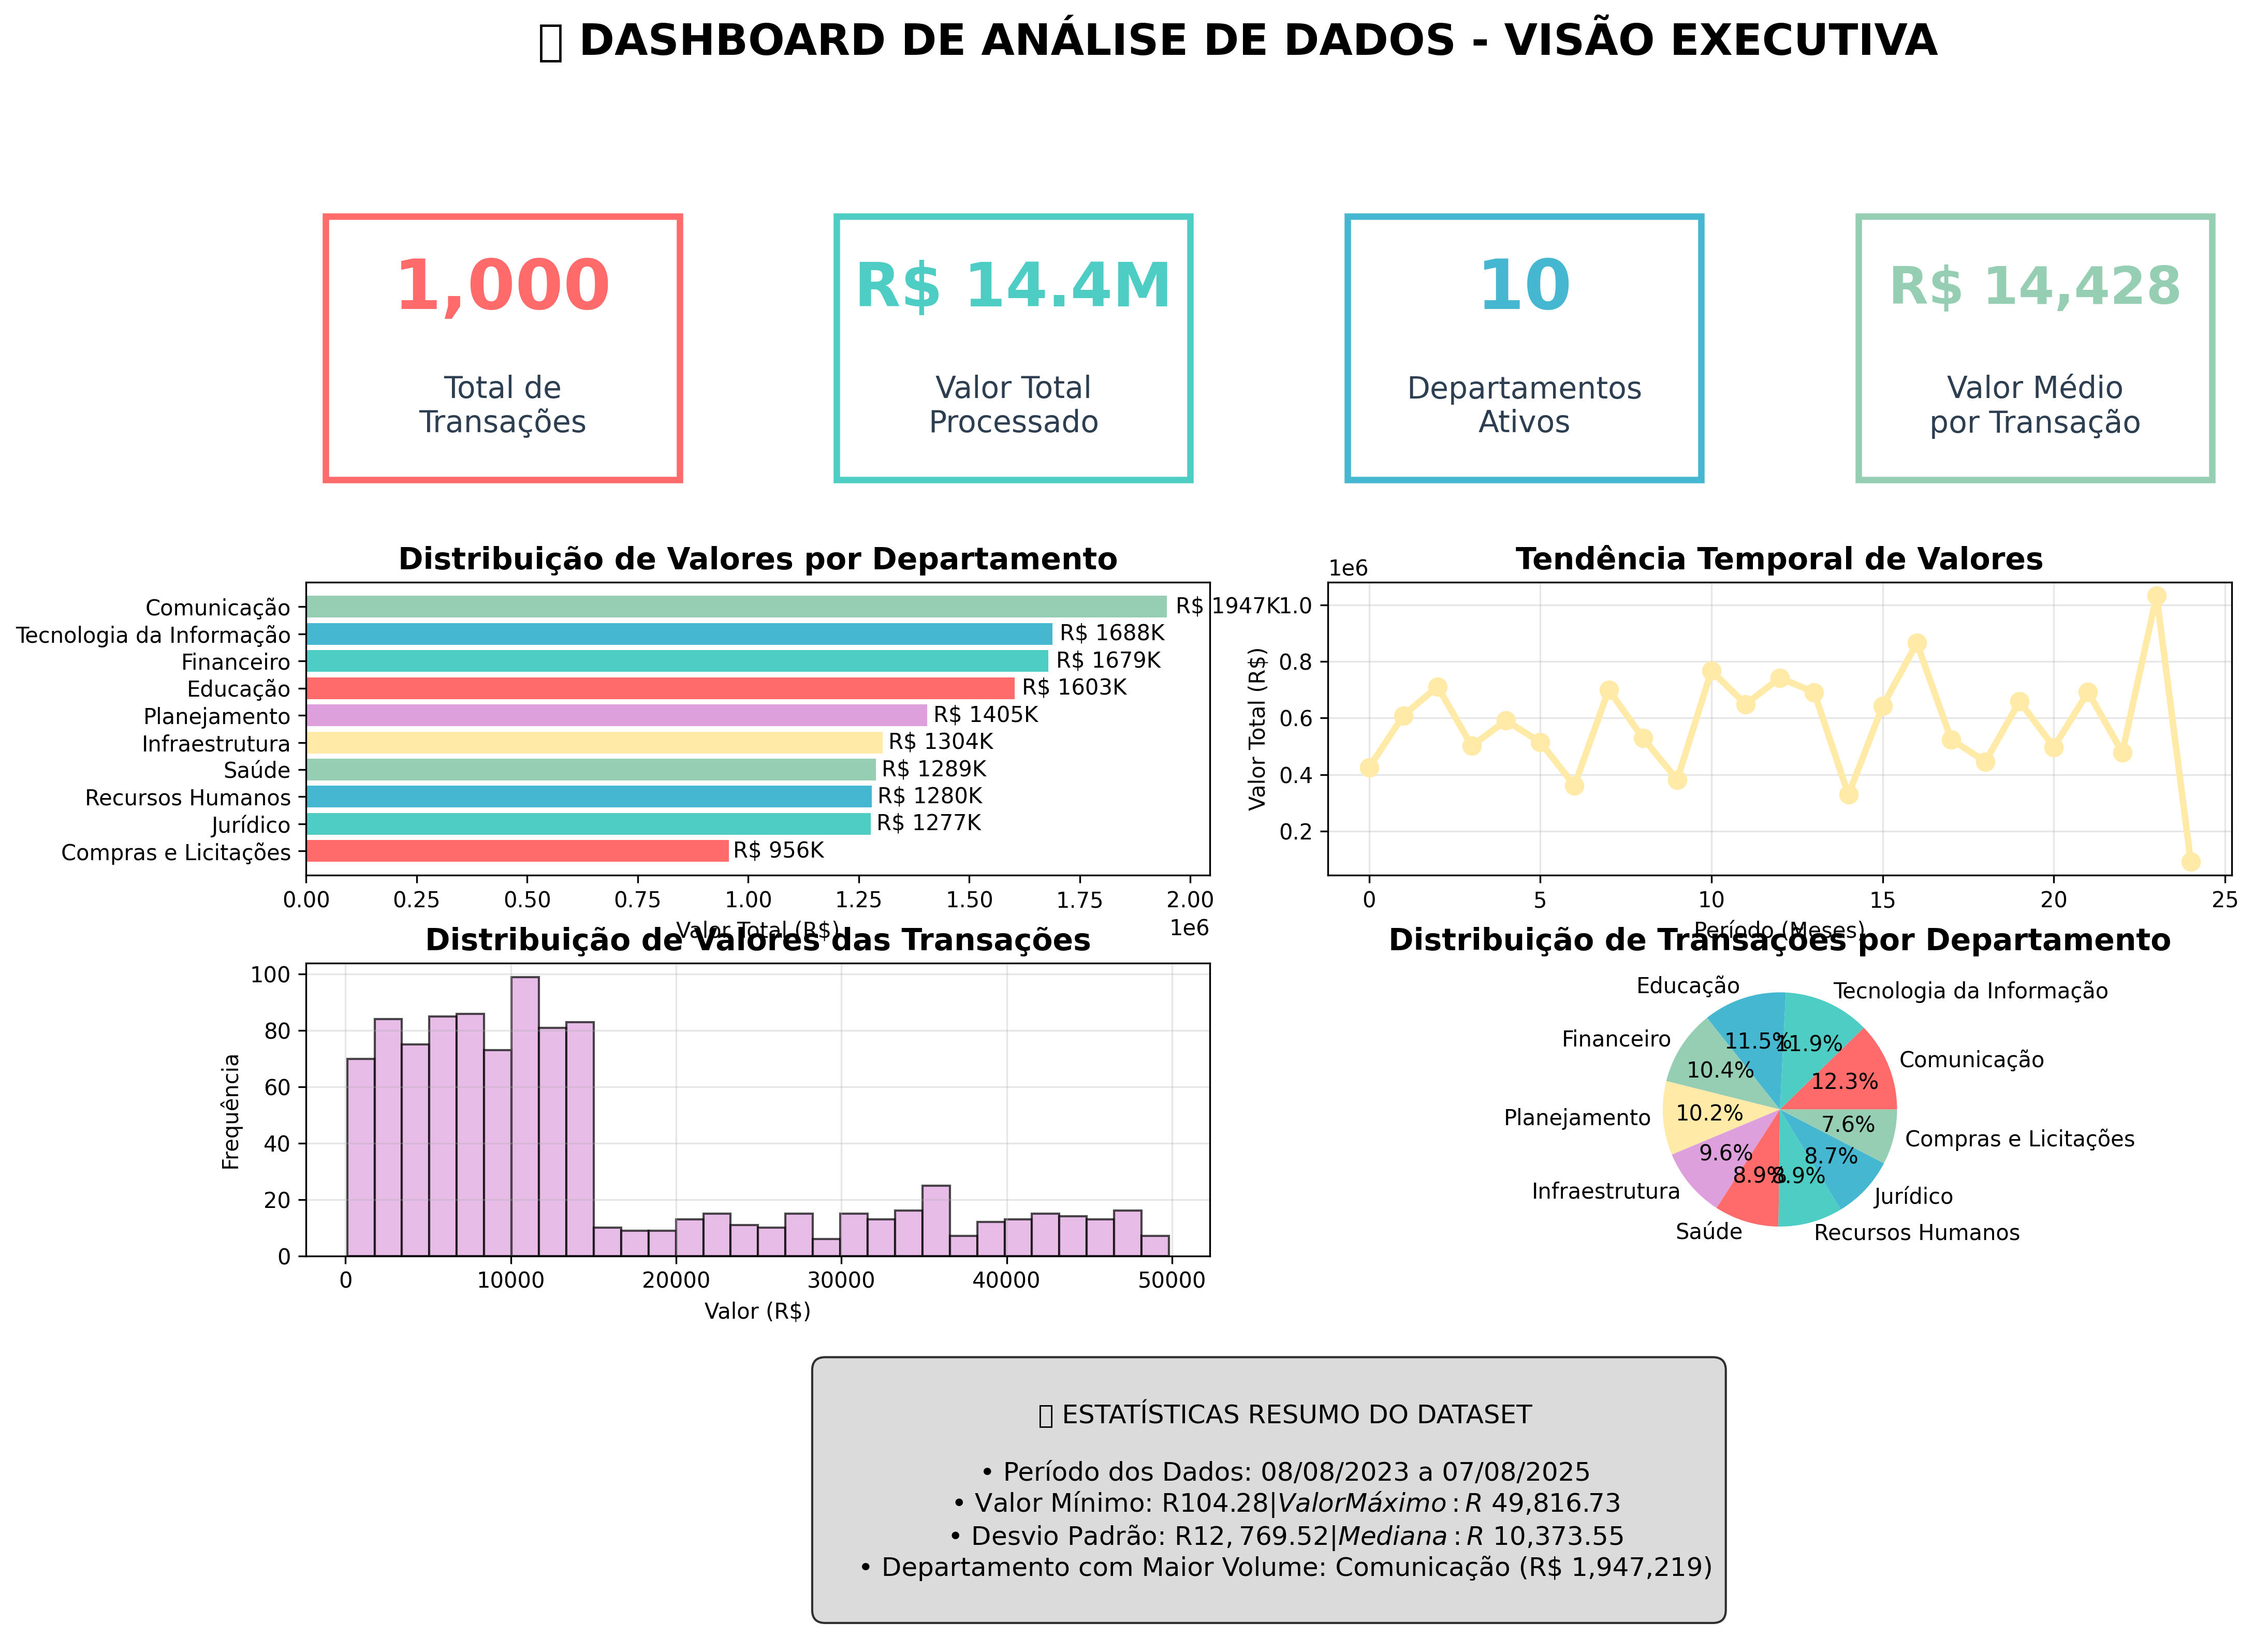 DASHBOARD DE ANÁLISE DE DADOS - VISÃO EXECUTIVA
1,000
Total de
Transações
R$ 14.4M
Valor Total
Processado
10
Departamentos
Ativos
R$ 14,428
Valor Médio
por Transação
Distribuição de Valores por Departamento
Comunicação
R$ 1947K
Tecnologia da Informação
R$ 1688K
Financeiro
R$ 1679K
Educação
R$ 1603K
Planejamento
R$ 1405K
Infraestrutura
R$ 1304K
Saúde
R$ 1289K
Recursos Humanos
R$ 1280K
Jurídico
R$ 1277K
Compras e Licitações
R$ 956K
0.00 0.25 0.50 0.75 1.00 1.25 1.50 1.75 2.00
1e6
Valor Total (R$)
Tendência Temporal de Valores
1e6
Valor Total (R$)
1.0
0.8
0.6
0.4
0.2
0 5 10 15 20 25
Período (Meses)
Distribuição de Valores das Transações
Frequência
100
80
60
40
20
0
0 10000 20000 30000 40000 50000
Valor (R$)
Distribuição de Transações por Departamento
Comunicação
12.3%
Tecnologia da Informação
11.9%
Educação
11.5%
Financeiro
10.4%
Planejamento
10.2%
Infraestrutura
9.6%
Saúde
8.9%
Recursos Humanos
8.9%
Jurídico
8.7%
Compras e Licitações
7.6%
ESTATÍSTICAS RESUMO DO DATASET
• Período dos Dados: 08/08/2023 a 07/08/2025
• Valor Mínimo: R104.28|ValorMáximo : R 49,816.73
• Desvio Padrão: R12, 769.52|Mediana : R 10,373.55
• Departamento com Maior Volume: Comunicação (R$ 1,947,219)